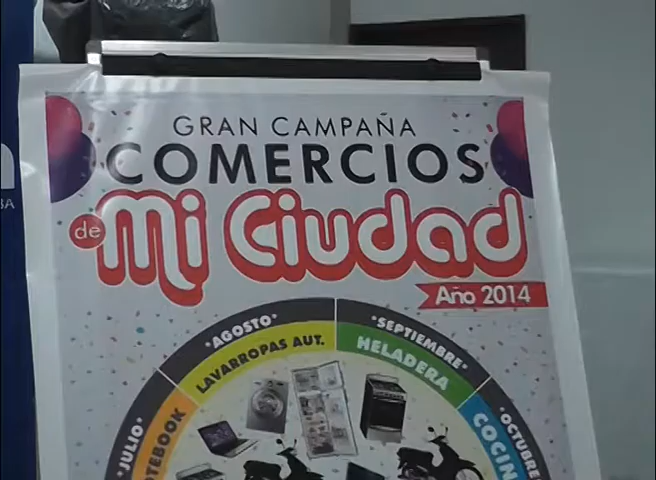 GRAN CAMPAÑA
COMERCIOS
de Mi Ciudad
Año 2014
AGOSTO:
LAVARROPAS AUT.
SEPTIEMBRE:
HELADERA
JULIO:
OCTUBRE: